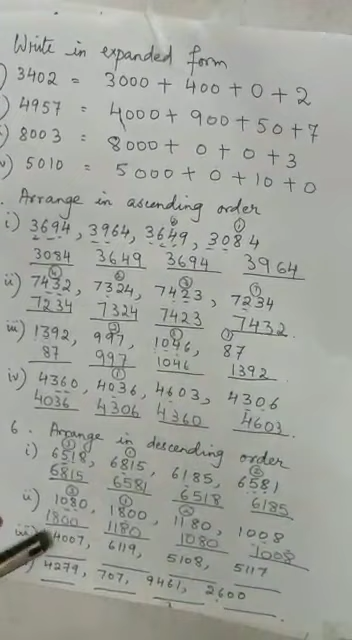 Write in expanded form
) 3402 = 3000 + 400 + 0 + 2
) 4957 = 4000 + 900 + 50 + 7
) 8003 = 8000 + 0 + 0 + 3
v) 5010 = 5000 + 0 + 10 + 0
. Arrange in ascending order
i) 3694, 3964, 3649, 3084
3084 3649 3694 3964
ii) 7432, 7324, 7423, 7234
7234 7324 7423 7432
iii) 1392, 997, 1046, 87
87 997 1046 1392
iv) 4360, 4036, 4603, 4306
4036 4306 4360 4603
6. Arrange in descending order
i) 6518, 6815, 6185, 6581
6815 6581 6518 6185
ii) 1080, 1800, 1180, 1008
1800 1180 1080 1008
4007, 6119, 5108, 5117
) 4279, 707, 9461, 2600